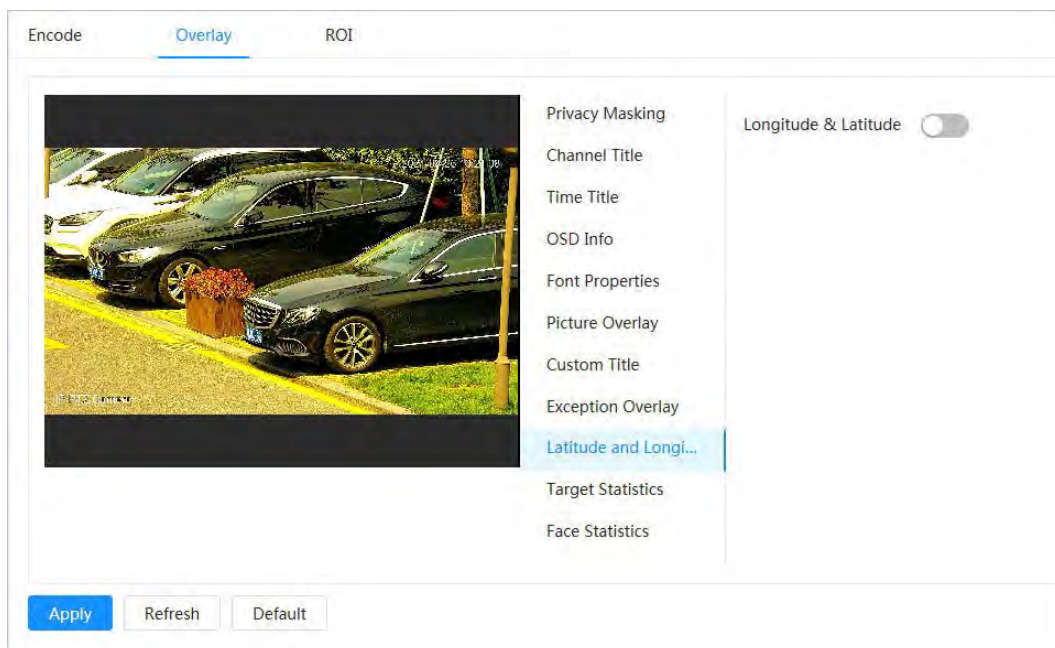 Encode
Overlay
ROI
Privacy Masking
Channel Title
Time Title
OSD Info
Font Properties
Picture Overlay
Custom Title
Exception Overlay
Latitude and Longi...
Target Statistics
Face Statistics
Longitude & Latitude
Apply
Refresh
Default